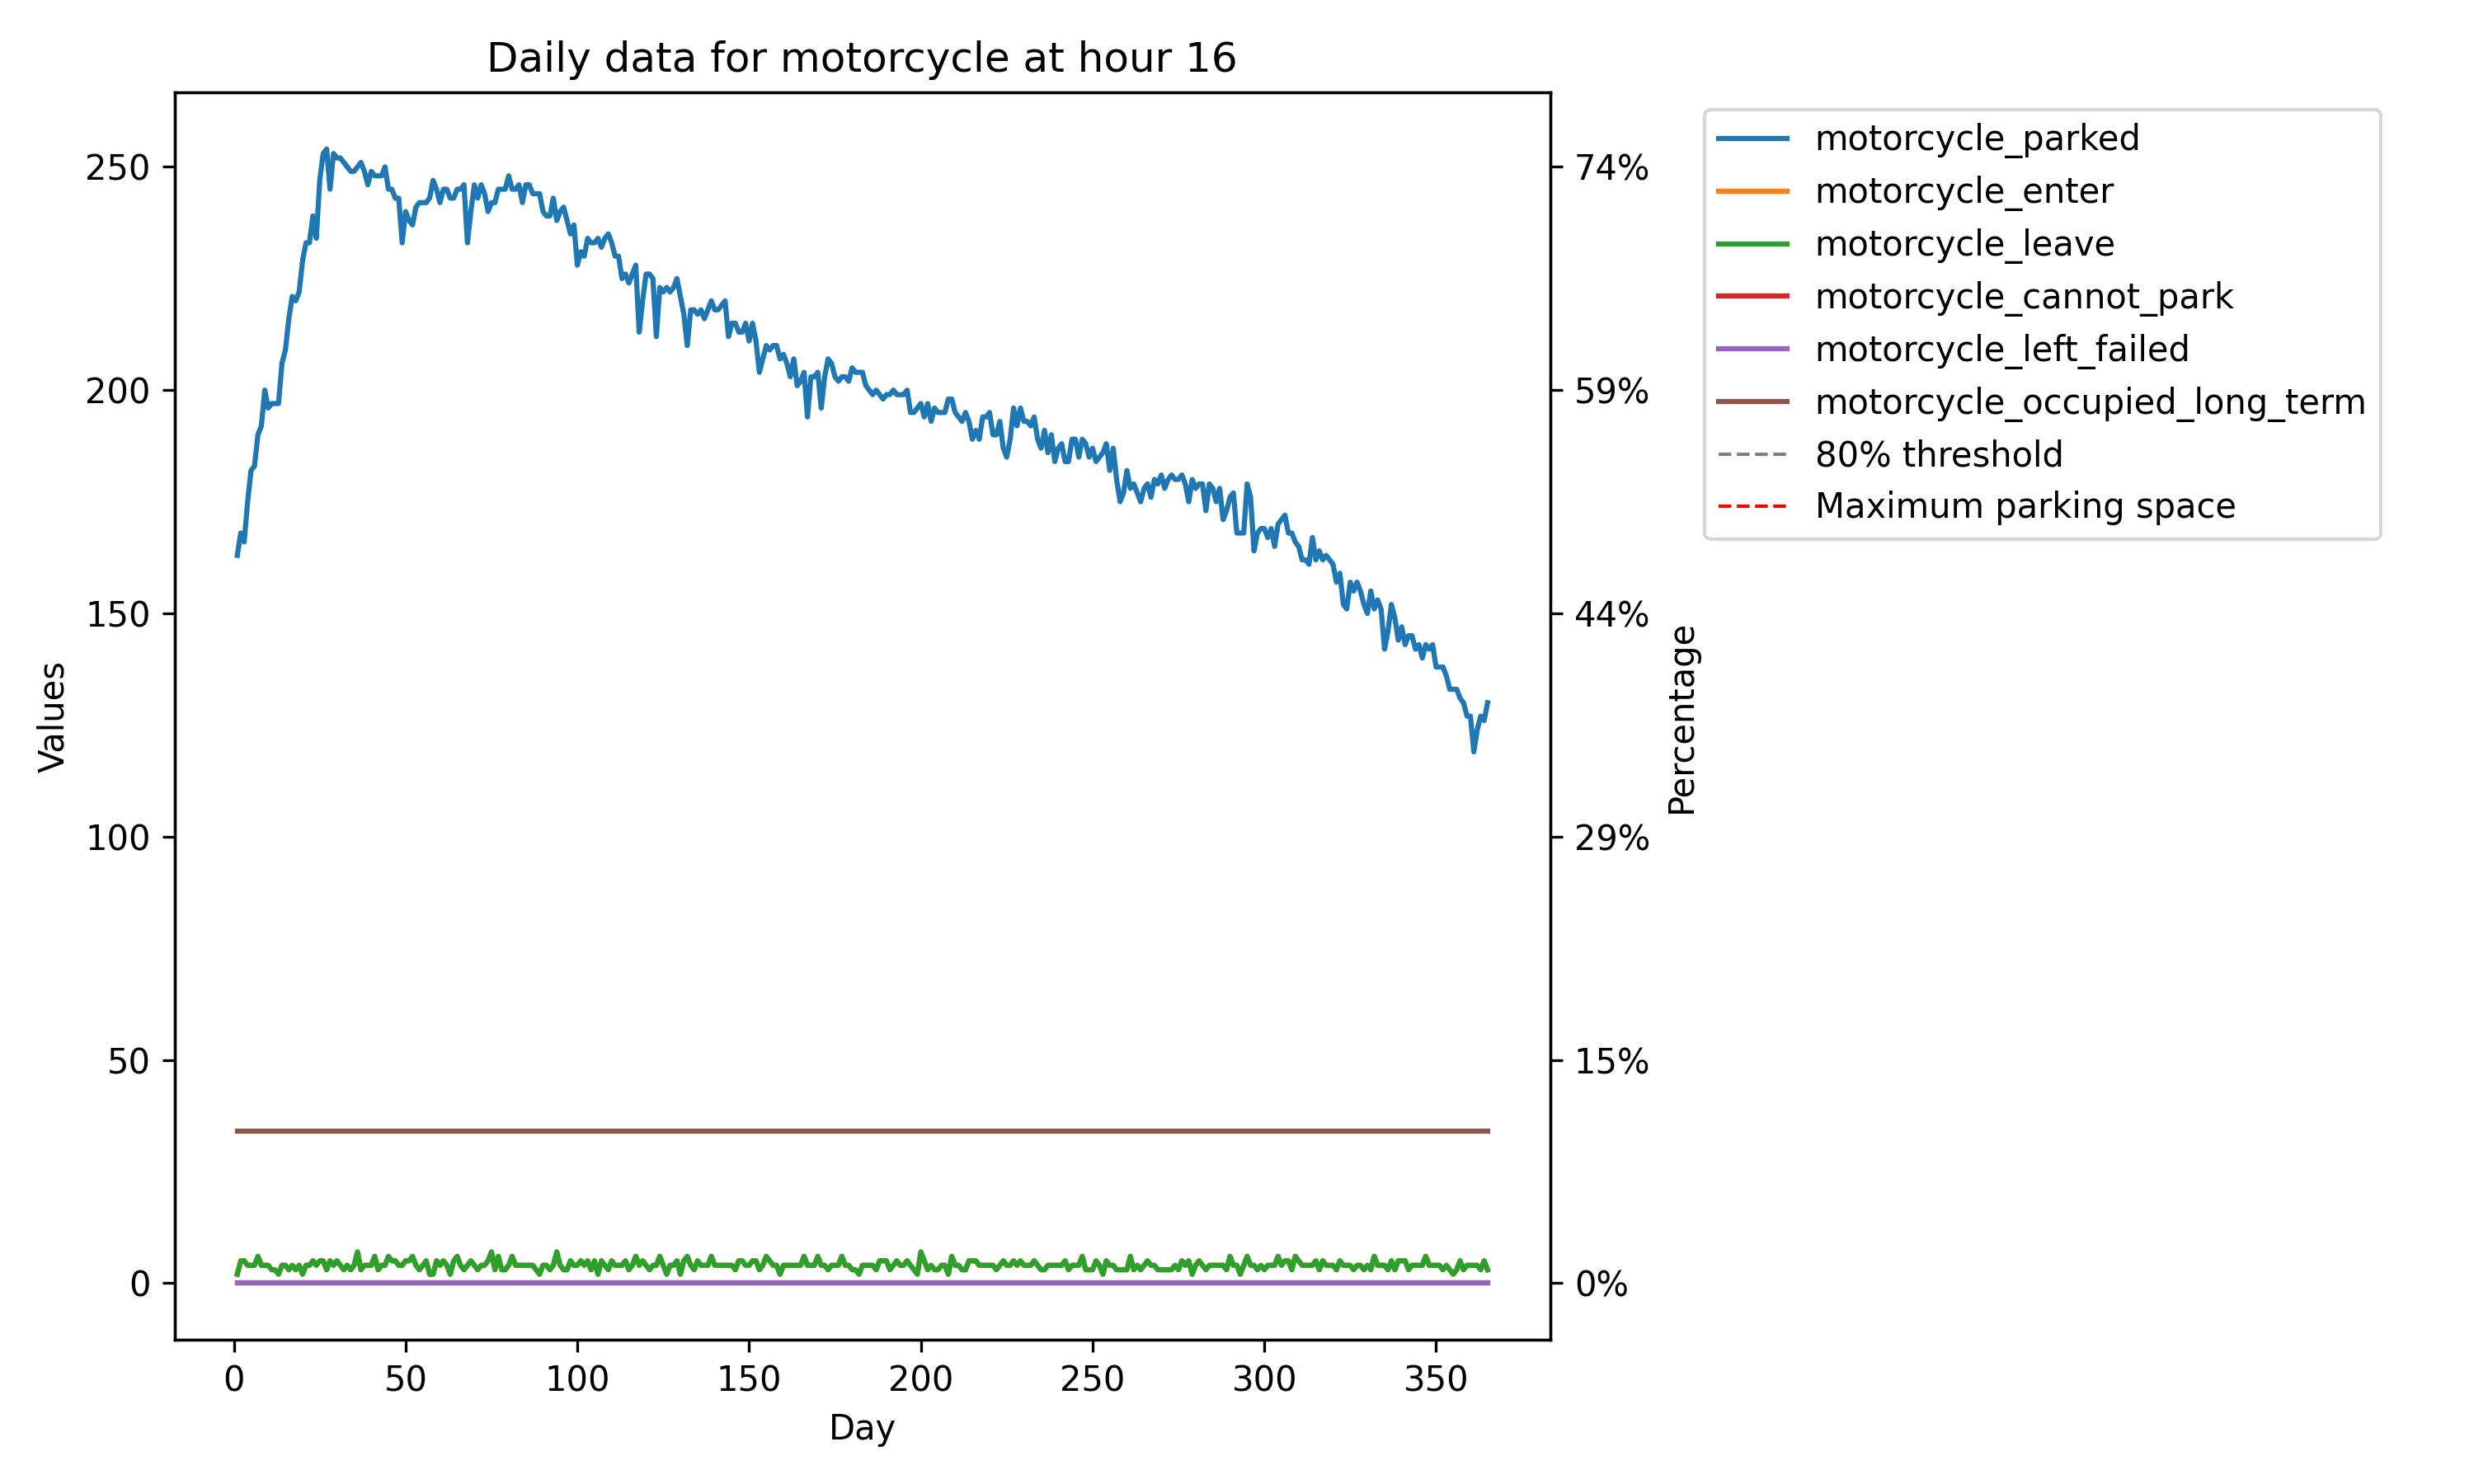 Daily data for motorcycle at hour 16
250
200
150
100
50
0
Values
0 50 100 150 200 250 300 350
Day
74%
59%
44%
29%
15%
0%
Percentage
motorcycle_parked
motorcycle_enter
motorcycle_leave
motorcycle_cannot_park
motorcycle_left_failed
motorcycle_occupied_long_term
80% threshold
Maximum parking space